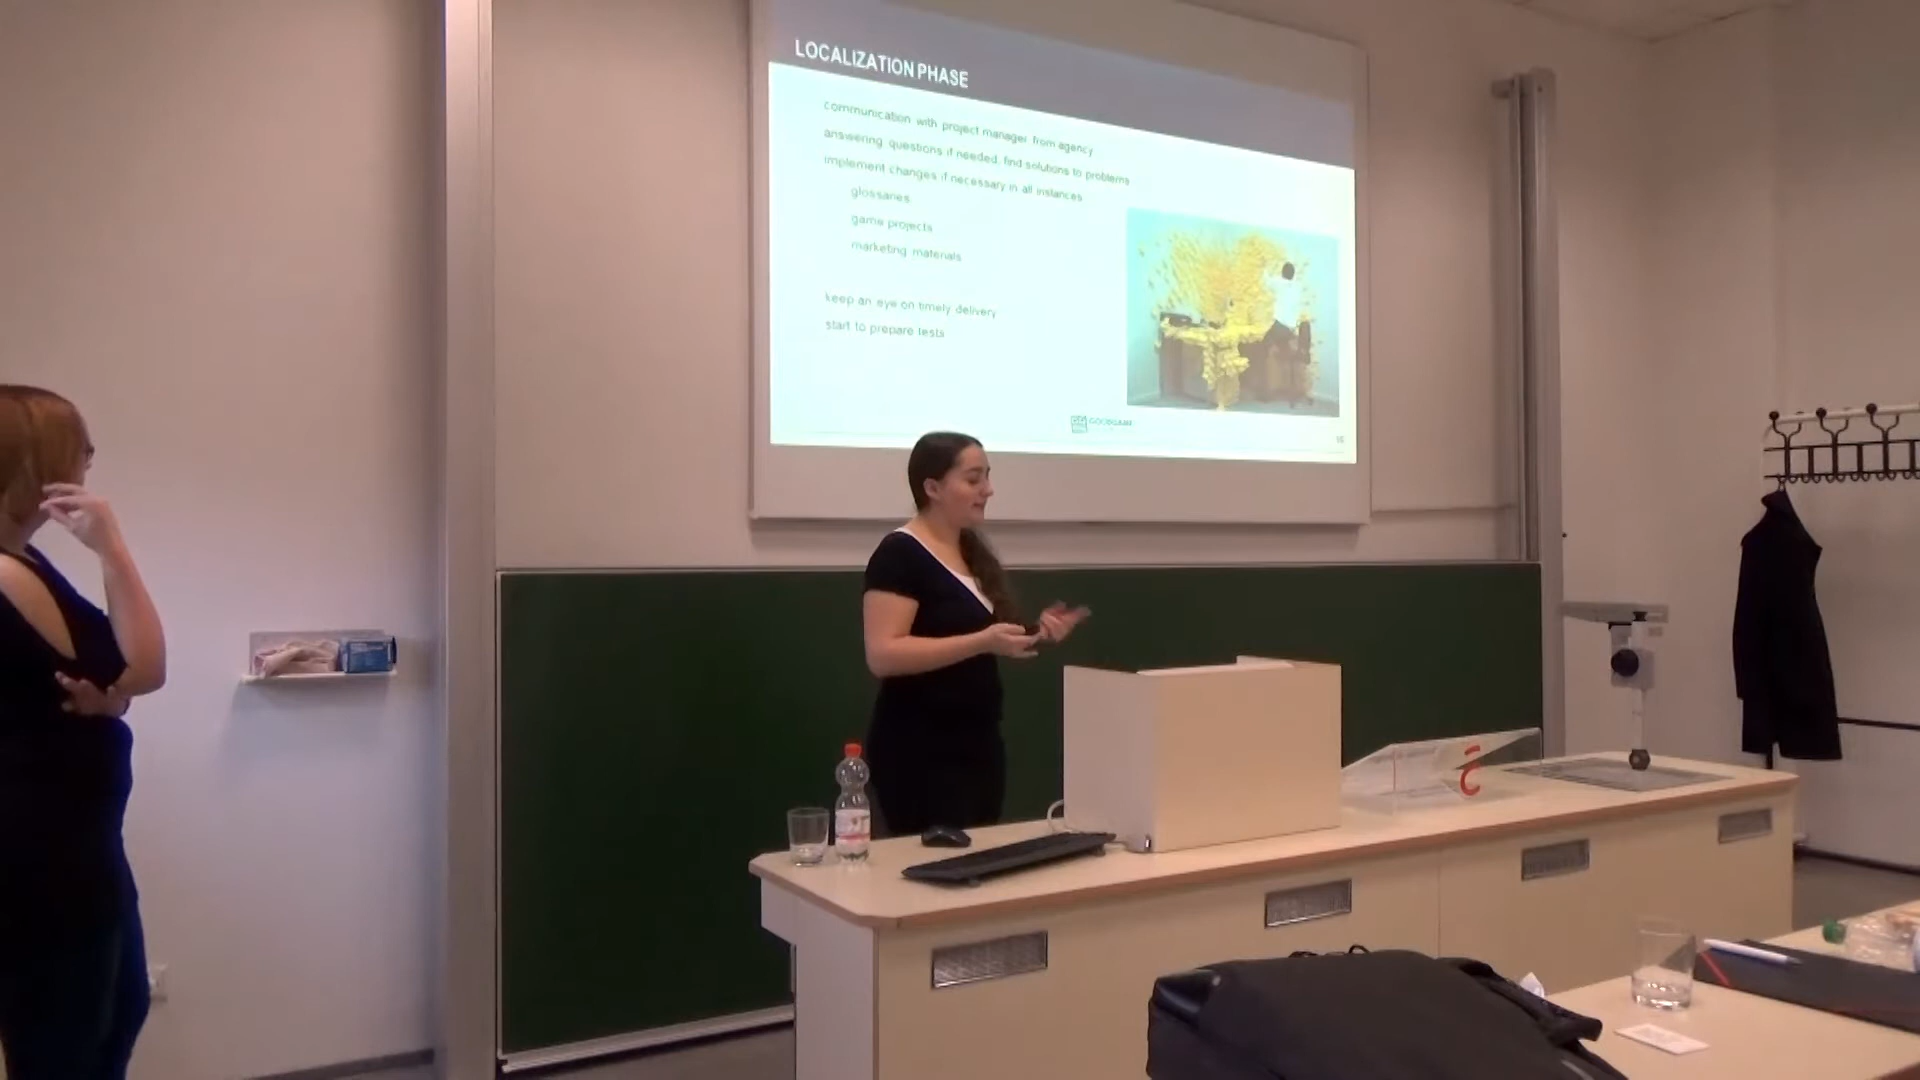 LOCALIZATION PHASE
communication with project manager from agency
answering questions if needed, find solutions to problems
implement changes if necessary in all instances
glossaries
game projects
marketing materials
keep an eye on timely delivery
start to prepare tests